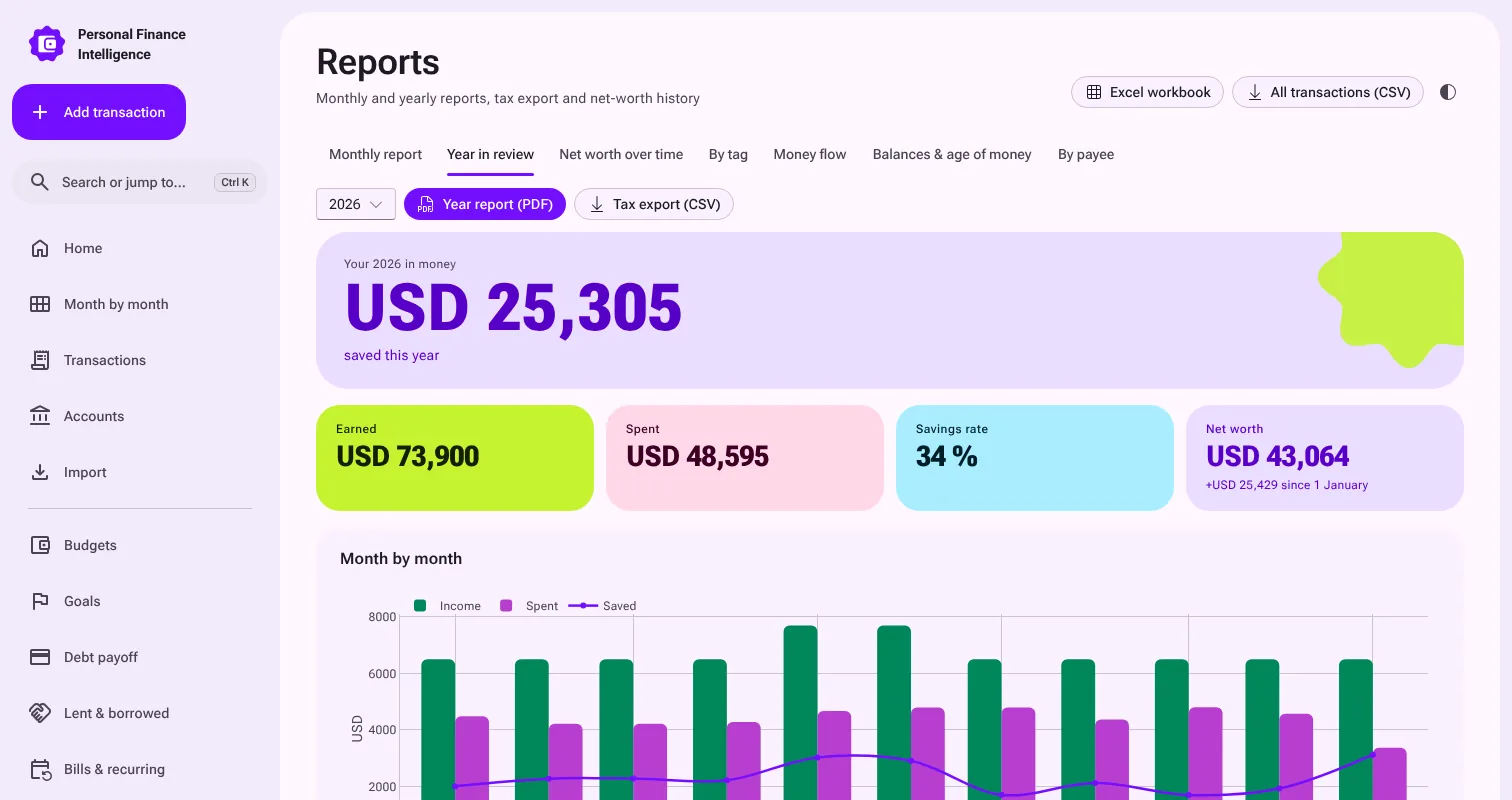 Personal Finance
Intelligence
Add transaction
Search or jump to...
Ctrl K
Home
Month by month
Transactions
Accounts
Import
Budgets
Goals
Debt payoff
Lent & borrowed
Bills & recurring
Reports
Monthly and yearly reports, tax export and net-worth history
Excel workbook
All transactions (CSV)
Monthly report
Year in review
Net worth over time
By tag
Money flow
Balances & age of money
By payee
2026
PDF
Year report (PDF)
Tax export (CSV)
Your 2026 in money
USD 25,305
saved this year
Earned
USD 73,900
Spent
USD 48,595
Savings rate
34 %
Net worth
USD 43,064
+USD 25,429 since 1 January
Month by month
Income
Spent
Saved
8000
6000
4000
2000
USD